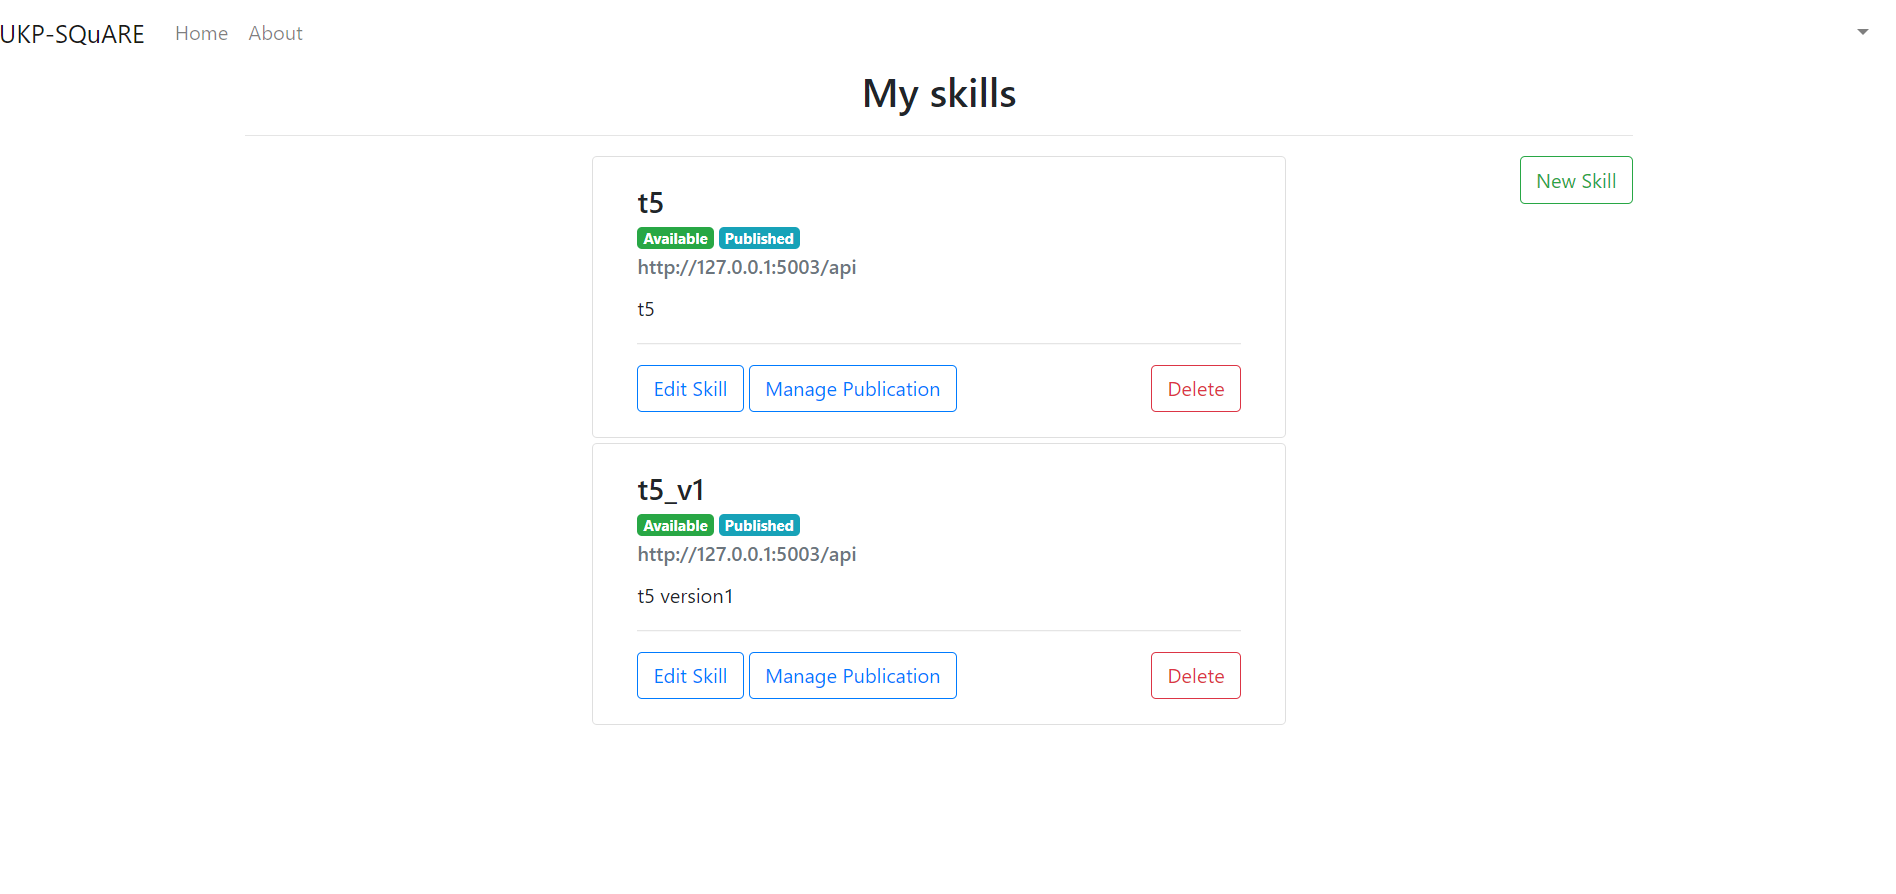 UKP-SQuARE Home About
My skills
New Skill
t5
Available Published
http://127.0.0.1:5003/api
t5
Edit Skill Manage Publication Delete
t5_v1
Available Published
http://127.0.0.1:5003/api
t5 version1
Edit Skill Manage Publication Delete